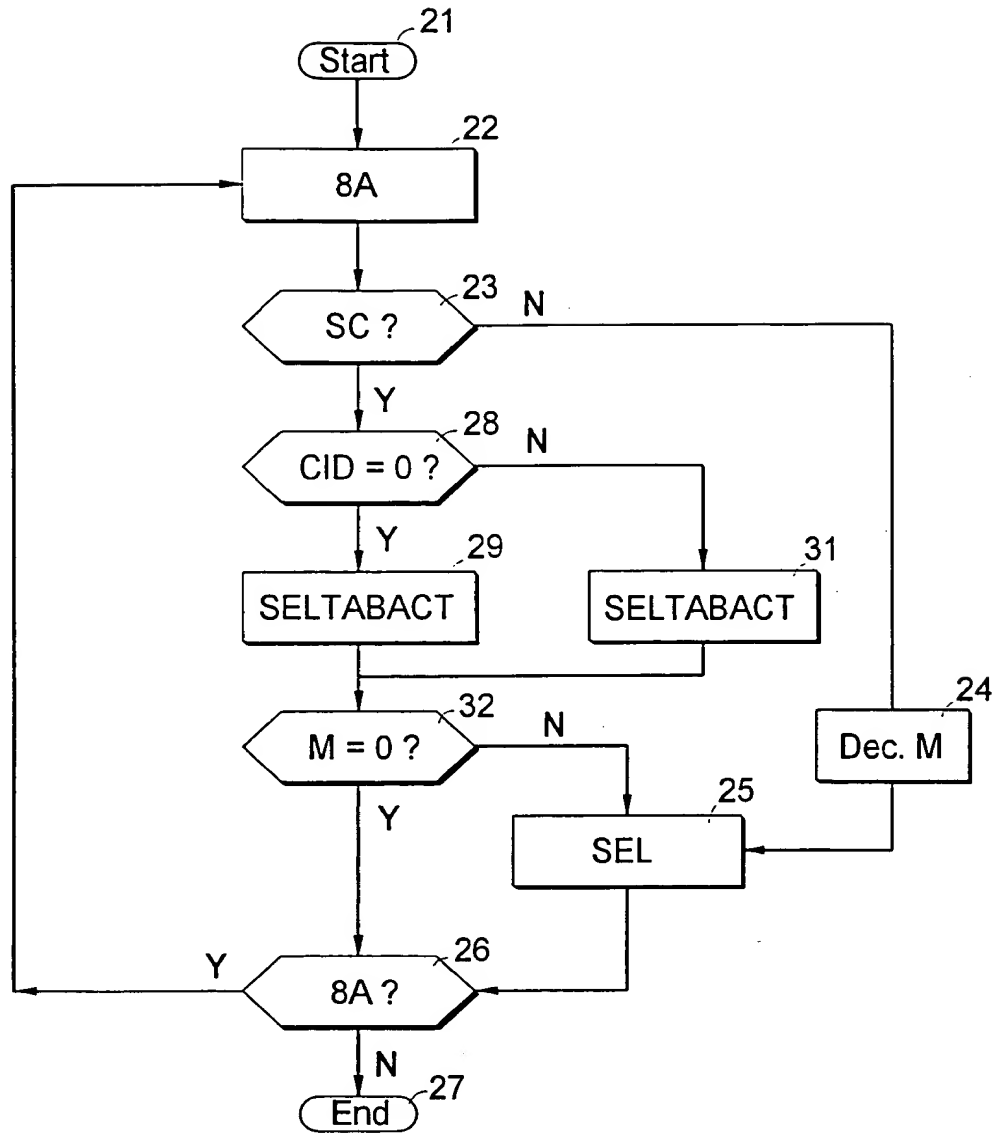 21
Start
22
8A
23
SC ?
N
Y
28
CID = 0 ?
N
Y
29
SELTABACT
31
SELTABACT
32
M = 0 ?
N
Y
24
Dec. M
25
SEL
26
8A ?
Y
N
27
End